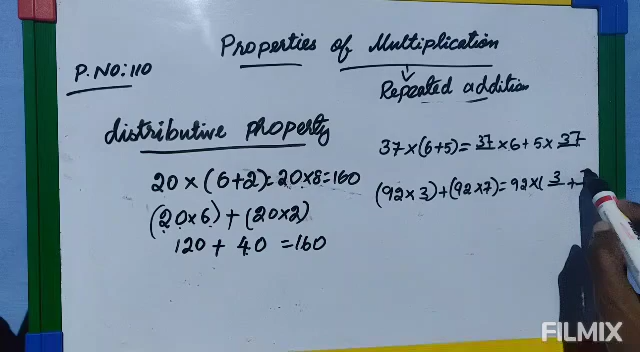 Properties of Multiplication
P.NO:110
Repeated addition
distributive property
37×(6+5)= 37 ×6+5× 37
20×(6+2)=20×8=160
(92×3)+(92×7)=92×( 3 +
(20×6)+(20×2)
120+40=160
FILMIX